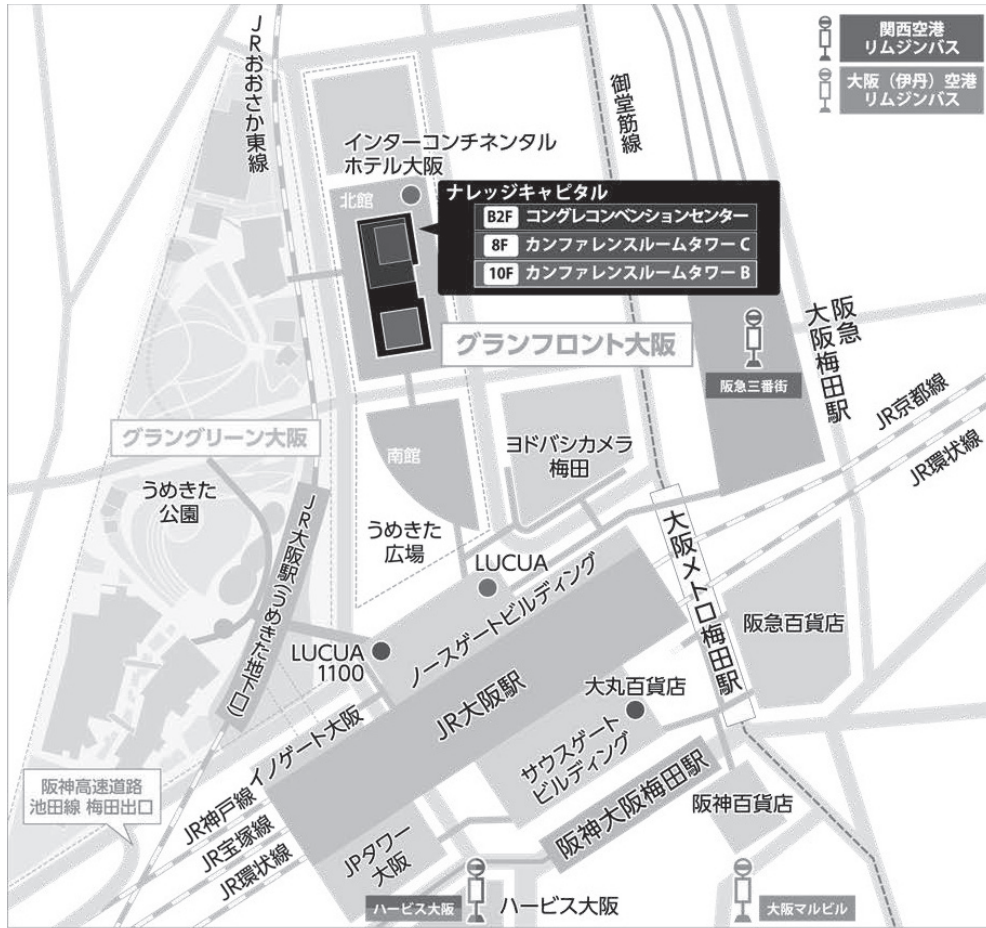 関西空港
リムジンバス
大阪（伊丹）空港
リムジンバス
JRおおさか東線
御堂筋線
インターコンチネンタル
ホテル大阪
北館
ナレッジキャピタル
B2F コングレコンベンションセンター
8F カンファレンスルームタワー C
10F カンファレンスルームタワー B
グランフロント大阪
阪急
大阪梅田駅
阪急三番街
JR京都線
JR環状線
グラングリーン大阪
南館
ヨドバシカメラ
梅田
うめきた
公園
うめきた
広場
JR大阪駅(うめきた地下口)
LUCUA
ノースゲートビルディング
大阪メトロ梅田駅
阪急百貨店
LUCUA
1100
JR大阪駅
大丸百貨店
イノゲート大阪
サウスゲート
ビルディング
阪神高速道路
池田線 梅田出口
JR神戸線
JR宝塚線
JR環状線
JPタワー
大阪
阪神大阪梅田駅
阪神百貨店
ハービス大阪
ハービス大阪
大阪マルビル